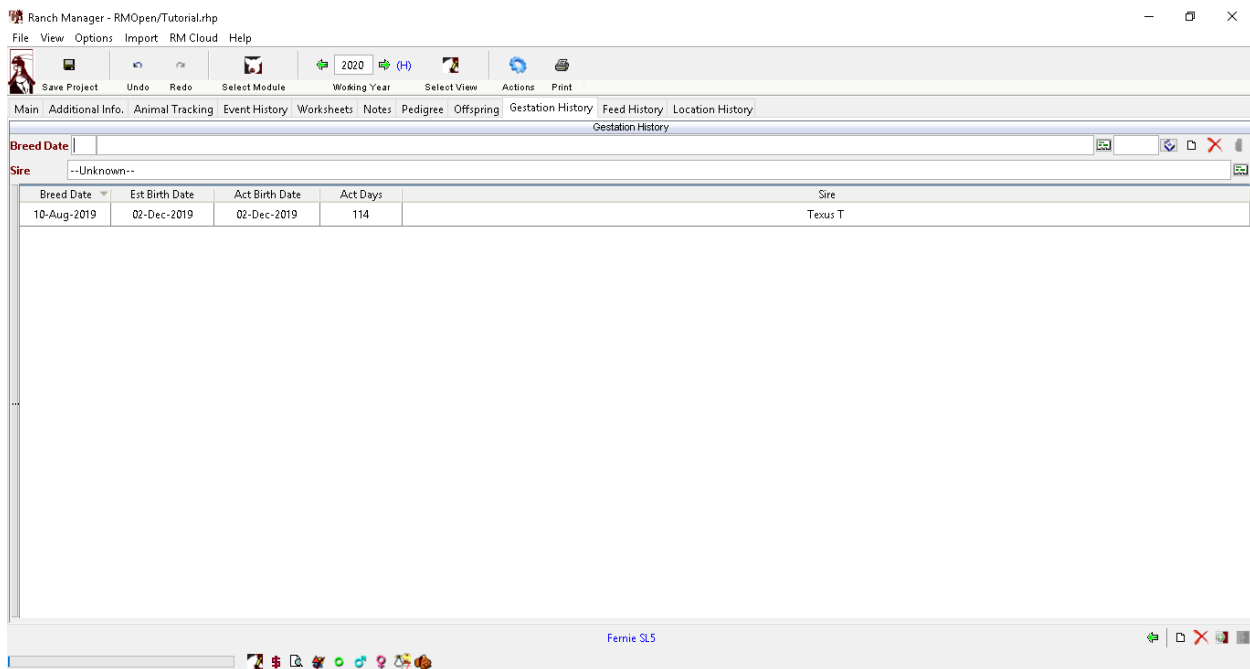 Ranch Manager - RMOpen/Tutorial.rhp
File View Options Import RM Cloud Help
2020 (H)
Save Project Undo Redo Select Module Working Year Select View Actions Print
Main Additional Info. Animal Tracking Event History Worksheets Notes Pedigree Offspring Gestation History Feed History Location History
Gestation History
Breed Date
Sire --Unknown--
Breed Date Est Birth Date Act Birth Date Act Days Sire
10-Aug-2019 02-Dec-2019 02-Dec-2019 114 Texus T
Fernie SL5